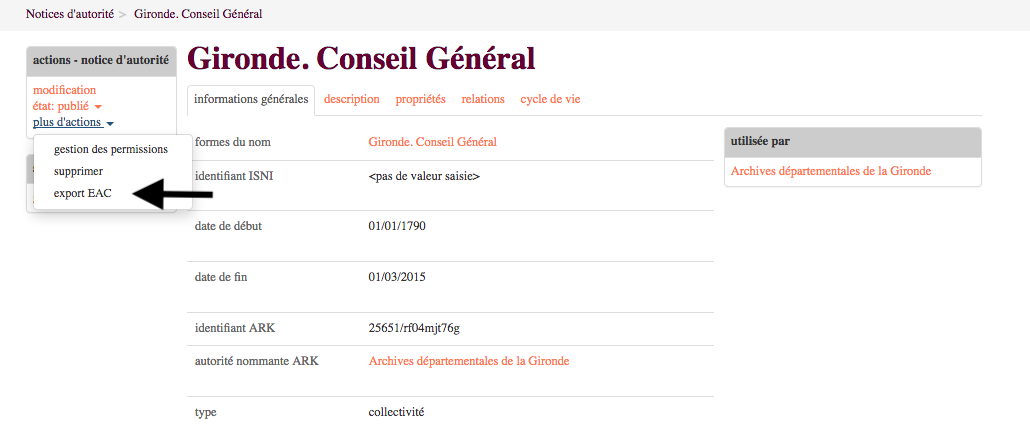 Notices d'autorité > Gironde. Conseil Général
actions - notice d'autorité
modification
état: publié
plus d'actions
gestion des permissions
supprimer
export EAC
Gironde. Conseil Général
informations générales description propriétés relations cycle de vie
formes du nom Gironde. Conseil Général
identifiant ISNI <pas de valeur saisie>
date de début 01/01/1790
date de fin 01/03/2015
identifiant ARK 25651/rf04mjt76g
autorité nommante ARK Archives départementales de la Gironde
type collectivité
utilisée par
Archives départementales de la Gironde